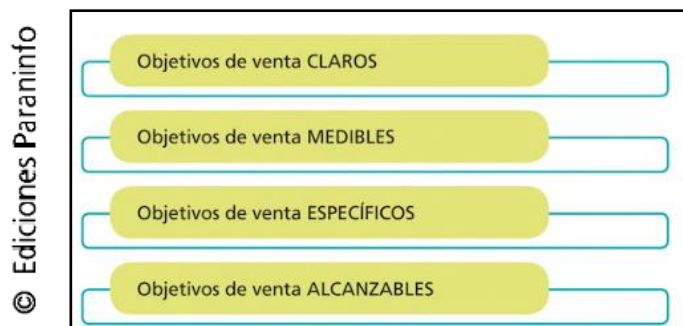 © Ediciones Paraninfo
Objetivos de venta CLAROS
Objetivos de venta MEDIBLES
Objetivos de venta ESPECÍFICOS
Objetivos de venta ALCANZABLES